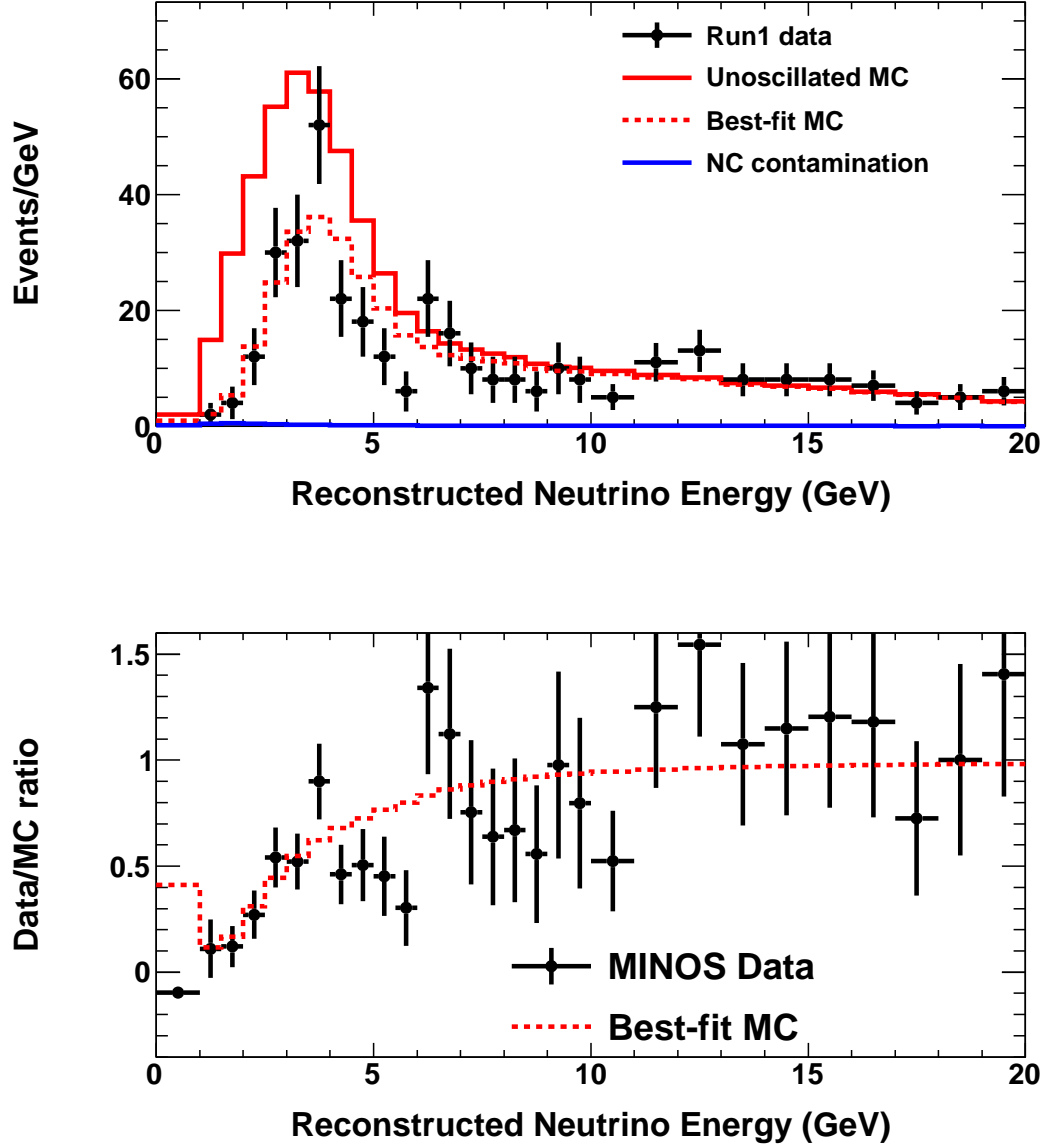 Events/GeV
60
40
20
0
Run1 data
Unoscillated MC
Best-fit MC
NC contamination
0 5 10 15 20
Reconstructed Neutrino Energy (GeV)
Data/MC ratio
1.5
1
0.5
0
MINOS Data
Best-fit MC
0 5 10 15 20
Reconstructed Neutrino Energy (GeV)